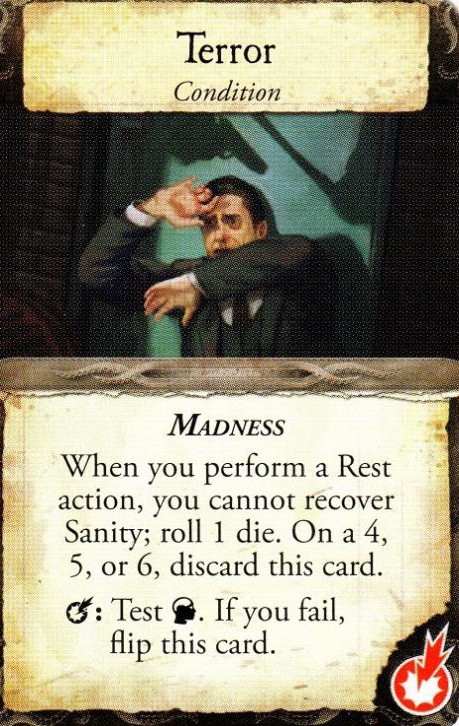 Terror
Condition
MADNESS
When you perform a Rest
action, you cannot recover
Sanity; roll 1 die. On a 4,
5, or 6, discard this card.
: Test . If you fail,
flip this card.